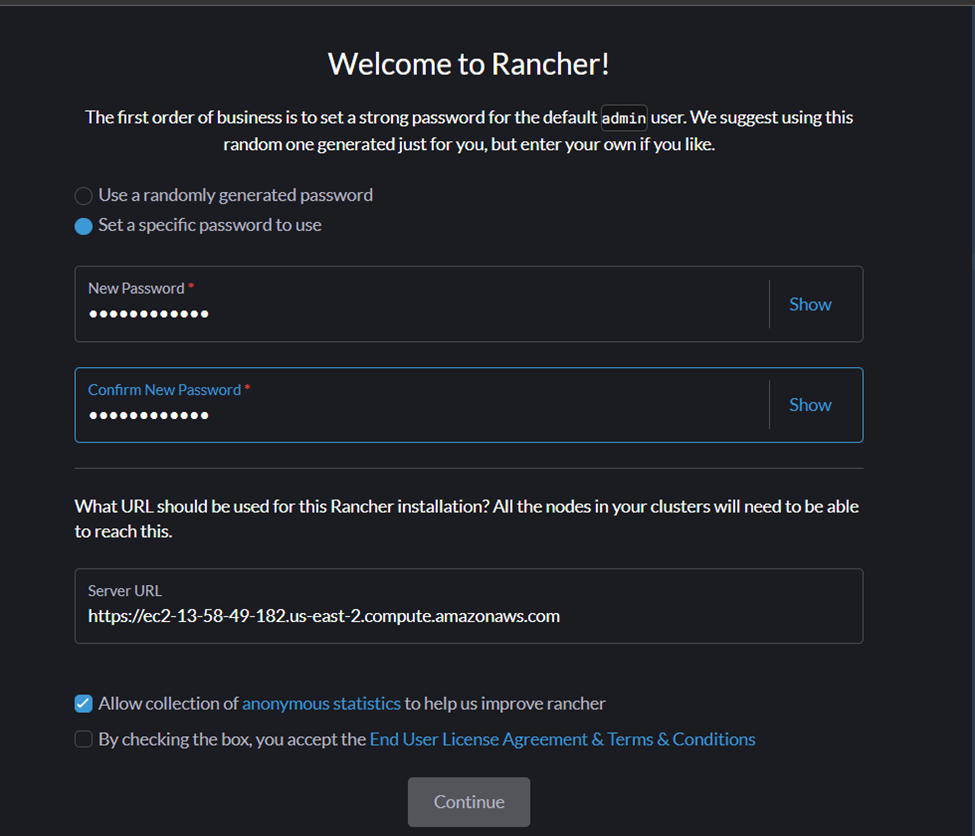 Welcome to Rancher!
The first order of business is to set a strong password for the default admin user. We suggest using this
random one generated just for you, but enter your own if you like.
Use a randomly generated password
Set a specific password to use
New Password *
●●●●●●●●●●●●
Show
Confirm New Password *
●●●●●●●●●●●●
Show
What URL should be used for this Rancher installation? All the nodes in your clusters will need to be able
to reach this.
Server URL
https://ec2-13-58-49-182.us-east-2.compute.amazonaws.com
Allow collection of anonymous statistics to help us improve rancher
By checking the box, you accept the End User License Agreement & Terms & Conditions
Continue